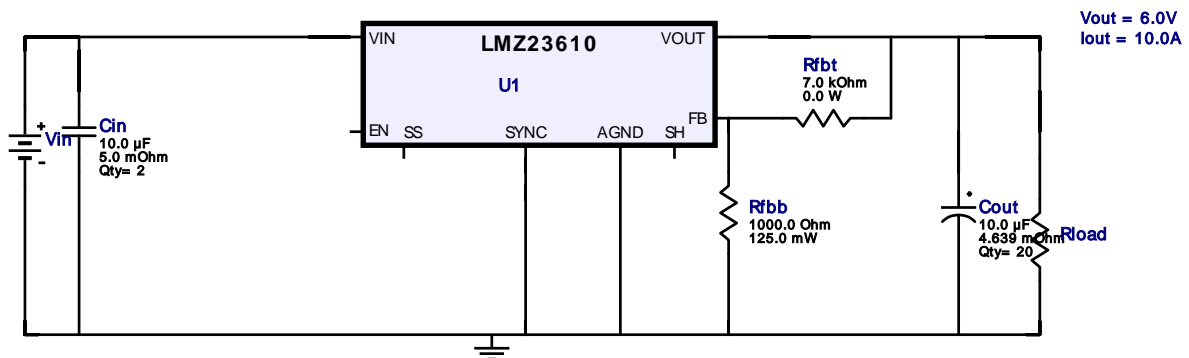 Vout = 6.0V
Iout = 10.0A
VIN
LMZ23610
VOUT
U1
Rfbt
7.0 kOhm
0.0 W
FB
EN
SS
SYNC
AGND
SH
+
Vin
-
Cin
10.0 µF
5.0 mOhm
Qty= 2
Rfbb
1000.0 Ohm
125.0 mW
Cout
10.0 µF
4.639 mOhm
Qty= 20
Rload